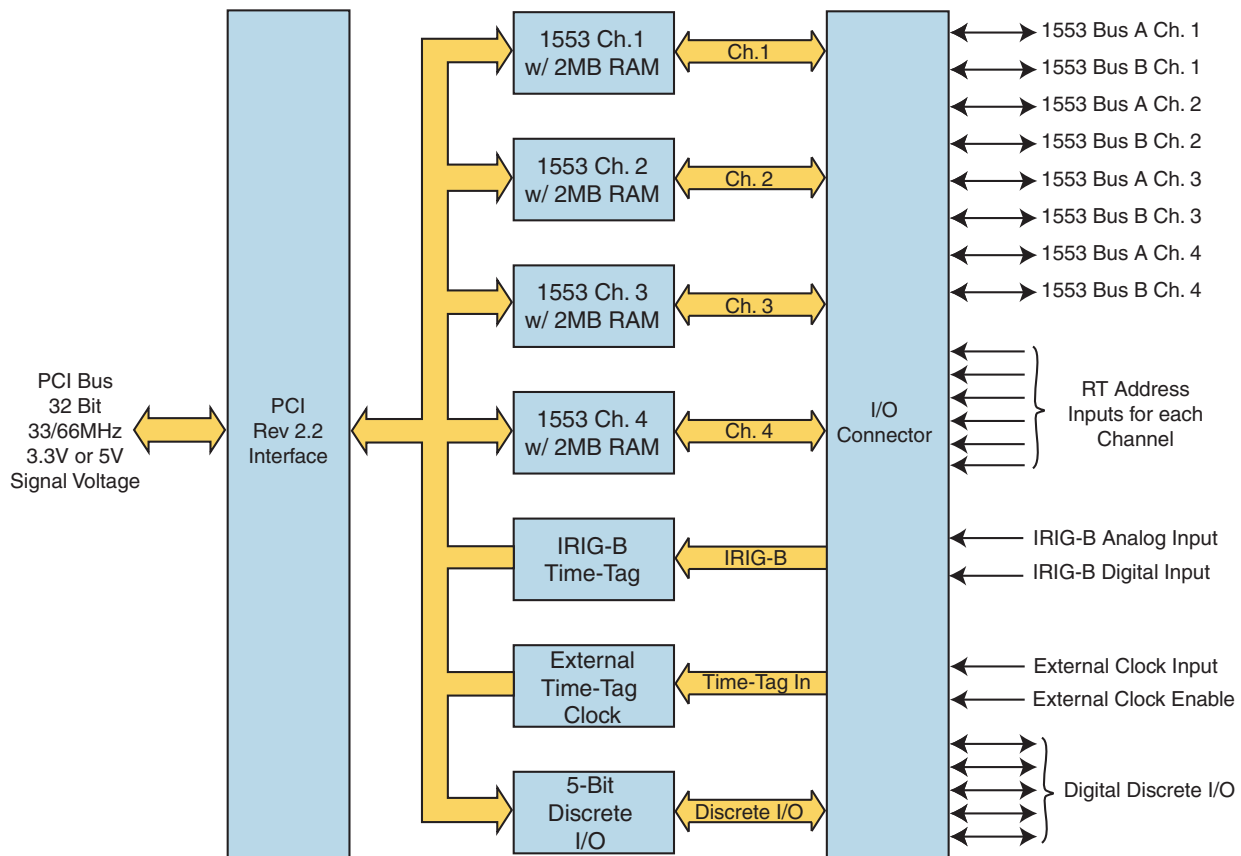 PCI Bus
32 Bit
33/66MHz
3.3V or 5V
Signal Voltage
PCI
Rev 2.2
Interface
1553 Ch.1
w/ 2MB RAM
1553 Ch. 2
w/ 2MB RAM
1553 Ch. 3
w/ 2MB RAM
1553 Ch. 4
w/ 2MB RAM
IRIG-B
Time-Tag
External
Time-Tag
Clock
5-Bit
Discrete
I/O
Ch.1
Ch. 2
Ch. 3
Ch. 4
IRIG-B
Time-Tag In
Discrete I/O
I/O
Connector
1553 Bus A Ch. 1
1553 Bus B Ch. 1
1553 Bus A Ch. 2
1553 Bus B Ch. 2
1553 Bus A Ch. 3
1553 Bus B Ch. 3
1553 Bus A Ch. 4
1553 Bus B Ch. 4
RT Address
Inputs for each
Channel
IRIG-B Analog Input
IRIG-B Digital Input
External Clock Input
External Clock Enable
Digital Discrete I/O